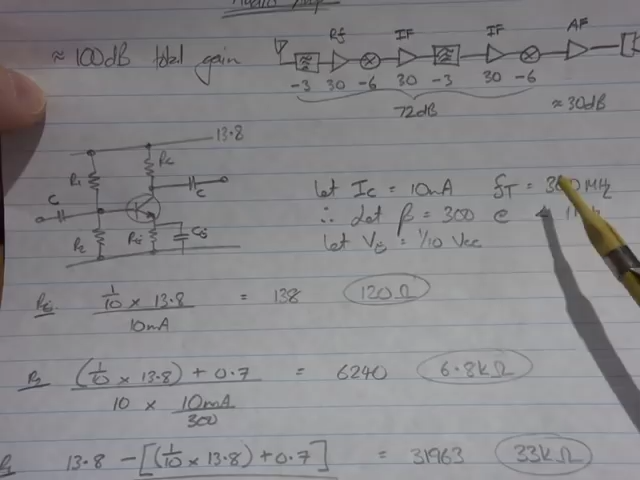 ≈ 100dB total gain
Rf IF IF AF
-3 30 -6 30 -3 30 -6
72dB ≈30dB
13.8
R1 Rc C
C
R2 RE CE
let Ic = 10mA fT = MHz
∴ let β = 300 @
let VE = 1/10 Vcc
RE 1/10 × 13.8 / 10mA = 138 120Ω
R2 (1/10 × 13.8) + 0.7 / 10 × 10mA/300 = 6240 6.8kΩ
13.8 - [(1/10 × 13.8) + 0.7] = 31963 33kΩ